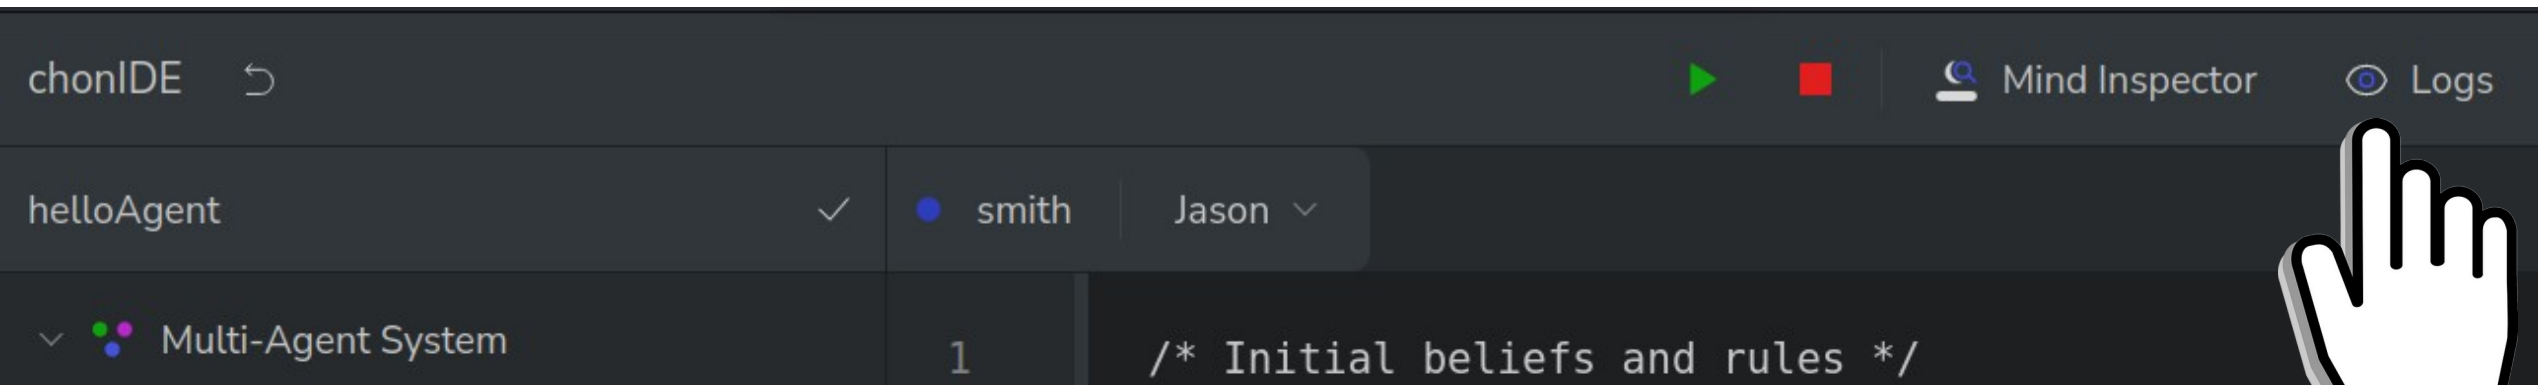 chonIDE Mind Inspector Logs
helloAgent smith Jason
Multi-Agent System
1 /* Initial beliefs and rules */